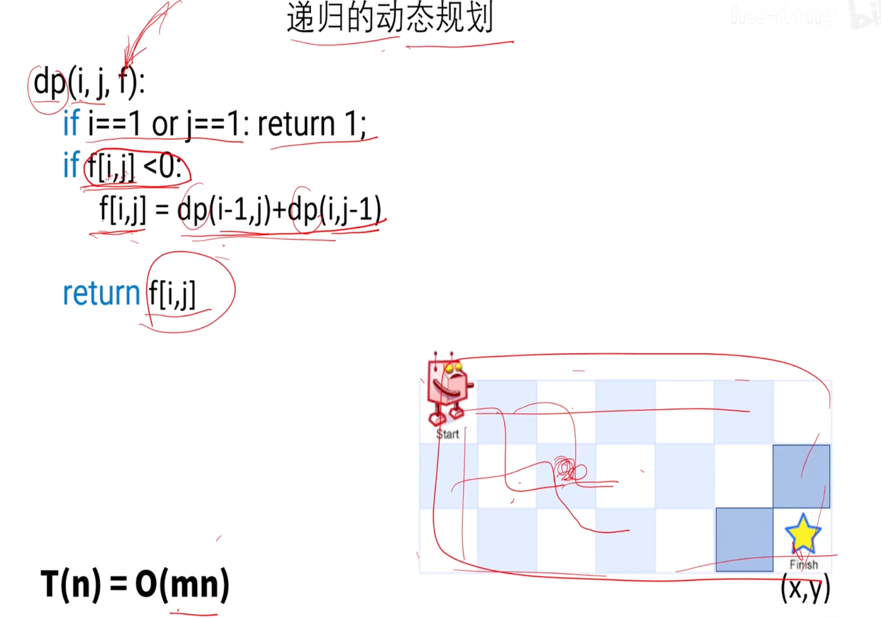 递归的动态规划
dp(i, j, f):
if i==1 or j==1: return 1;
if f[i,j] <0:
f[i,j] = dp(i-1,j)+dp(i,j-1)
return f[i,j]
Start
Finish
(x,y)
T(n) = O(mn)